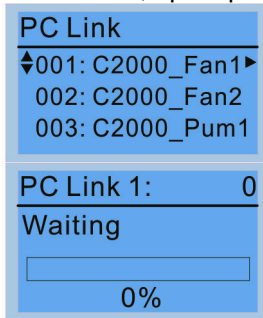 PC Link
001: C2000_Fan1
002: C2000_Fan2
003: C2000_Pum1
PC Link 1: 0
Waiting
0%